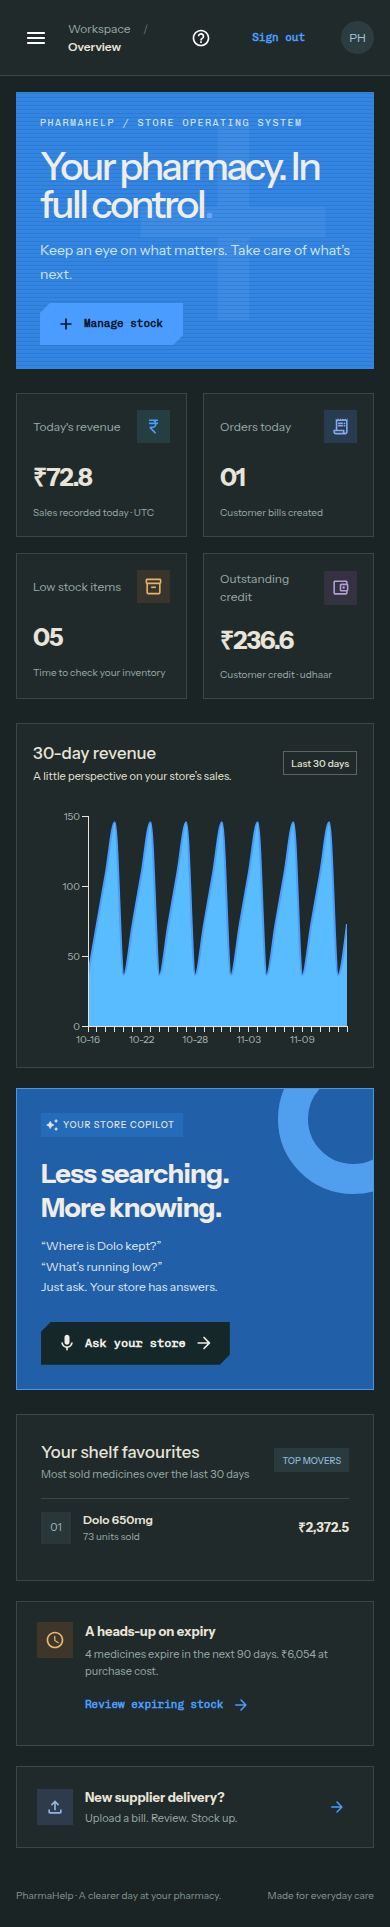 Workspace /
Overview
Sign out
PH
PHARMAHELP / STORE OPERATING SYSTEM
Your pharmacy. In
full control.
Keep an eye on what matters. Take care of what's
next.
Manage stock
Today's revenue
₹72.8
Sales recorded today · UTC
Orders today
01
Customer bills created
Low stock items
05
Time to check your inventory
Outstanding
credit
₹236.6
Customer credit · udhaar
30-day revenue
A little perspective on your store's sales.
Last 30 days
150
100
50
0
10-16 10-22 10-28 11-03 11-09
YOUR STORE COPILOT
Less searching.
More knowing.
“Where is Dolo kept?”
“What's running low?”
Just ask. Your store has answers.
Ask your store
Your shelf favourites
Most sold medicines over the last 30 days
TOP MOVERS
01
Dolo 650mg
73 units sold
₹2,372.5
A heads-up on expiry
4 medicines expire in the next 90 days. ₹6,054 at
purchase cost.
Review expiring stock
New supplier delivery?
Upload a bill. Review. Stock up.
PharmaHelp · A clearer day at your pharmacy.
Made for everyday care